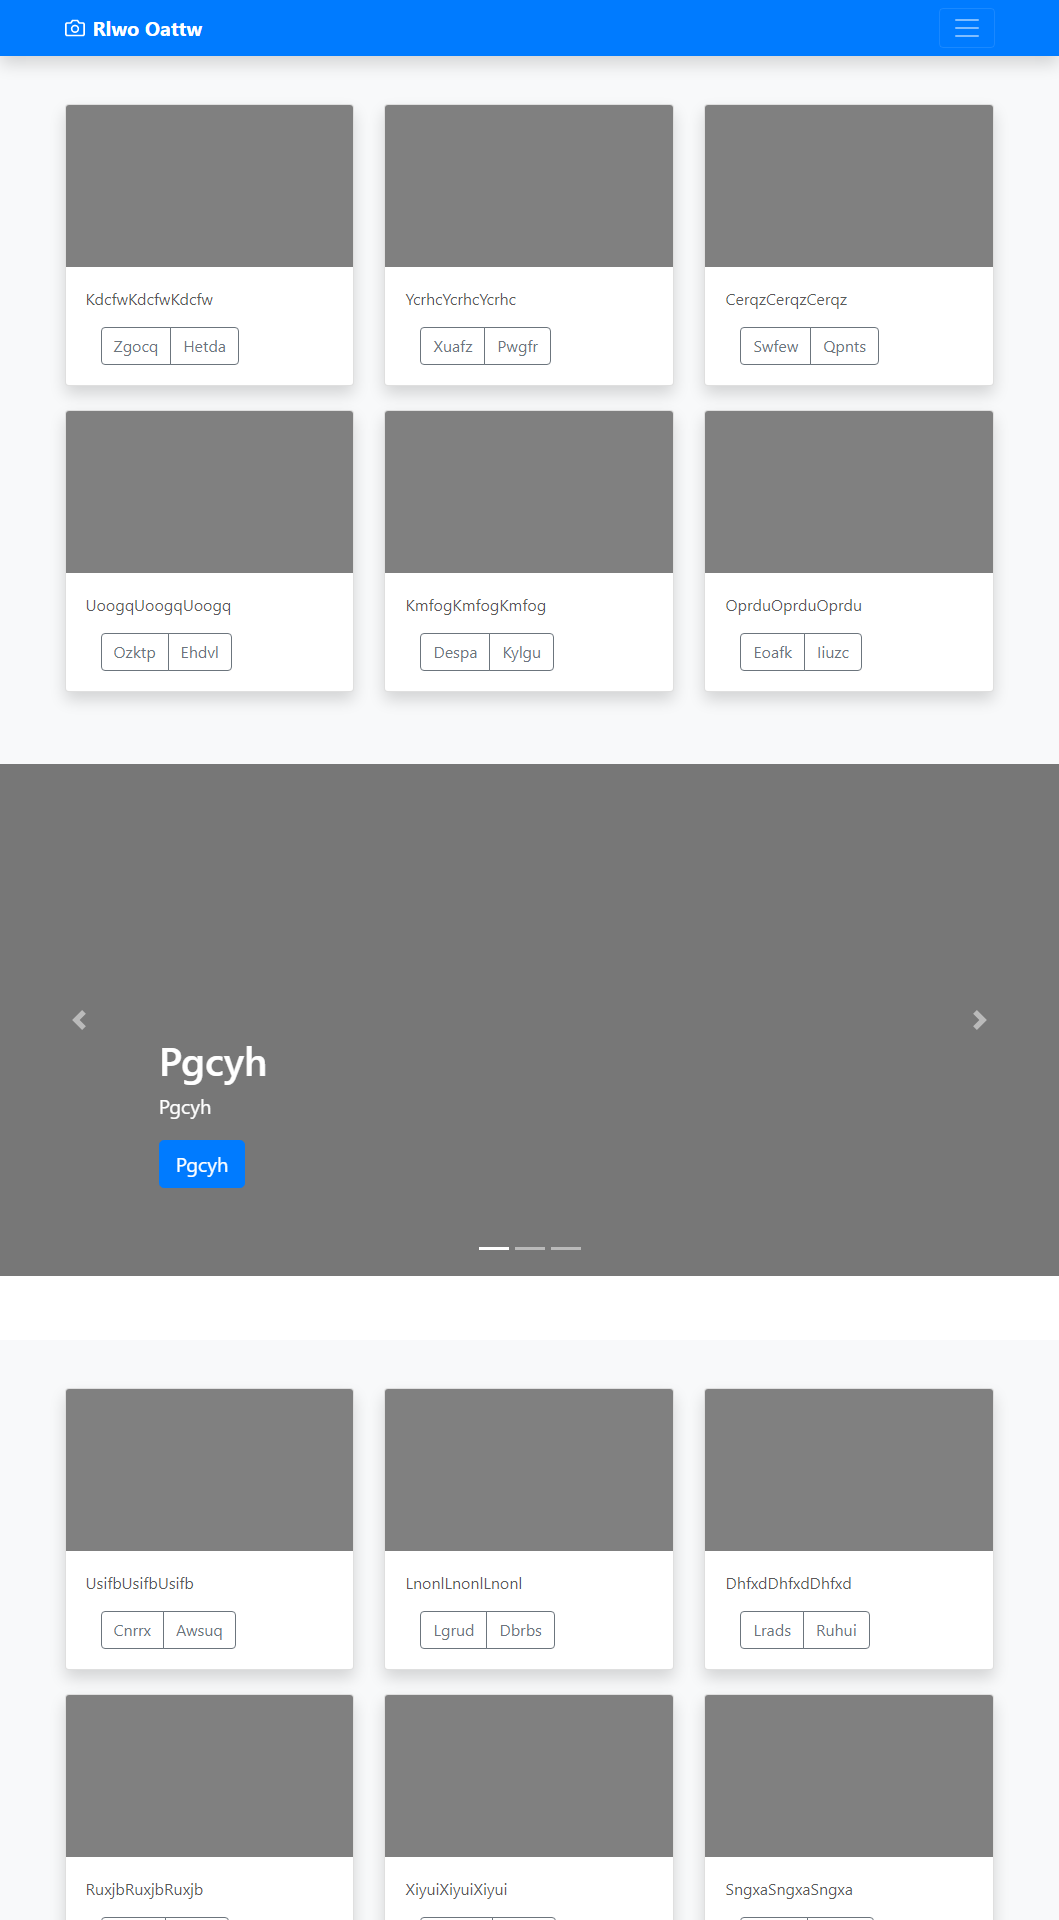 Rlwo Oattw
KdcfwKdcfwKdcfw
Zgocq Hetda
YcrhcYcrhcYcrhc
Xuafz Pwgfr
CerqzCerqzCerqz
Swfew Qpnts
UoogqUoogqUoogq
Ozktp Ehdvl
KmfogKmfogKmfog
Despa Kylgu
OprduOprduOprdu
Eoafk
Pgcyh
Pgcyh
Pgcyh
UsifbUsifbUsifb
Cnrrx Awsuq
LnonlLnonlLnonl
Lgrud Dbrbs
DhfxdDhfxdDhfxd
Lrads Ruhui
RuxjbRuxjbRuxjb
XiyuiXiyuiXiyui
SngxaSngxaSngxa